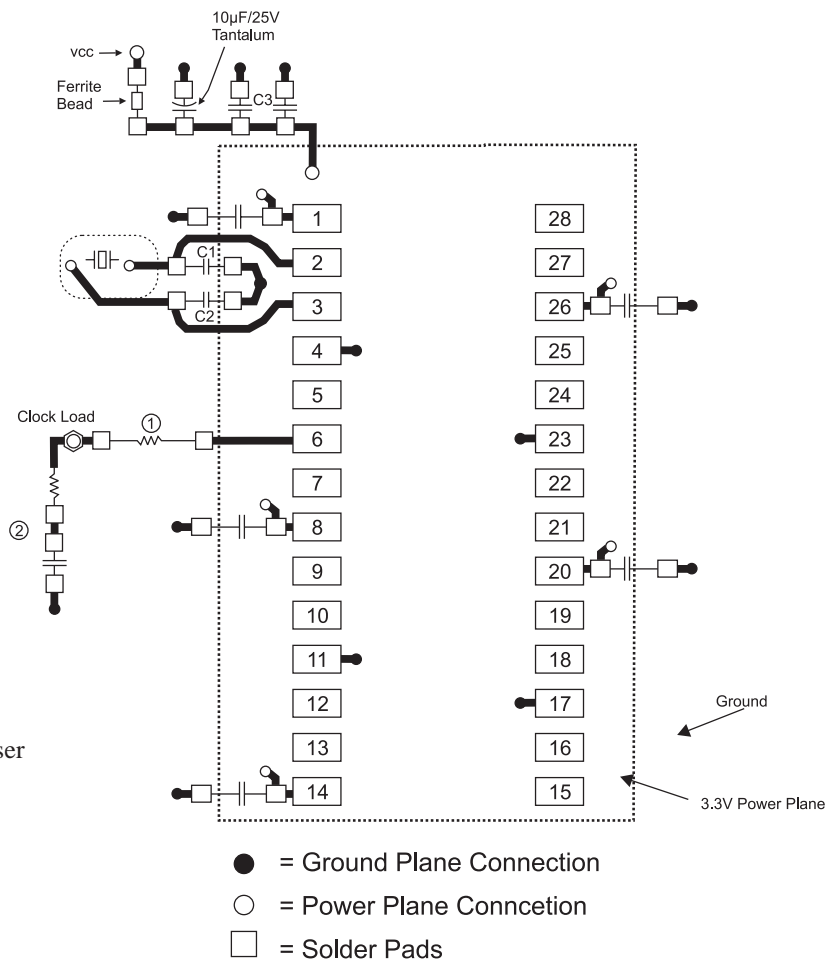 10µF/25V
Tantalum
vcc
Ferrite
Bead
C3
1
28
C1
2
27
3
26
C2
4
25
5
24
Clock Load
1
6
23
7
22
2
8
21
9
20
10
19
11
18
12
17
Ground
13
16
ser
14
15
3.3V Power Plane
= Ground Plane Connection
= Power Plane Conncetion
= Solder Pads